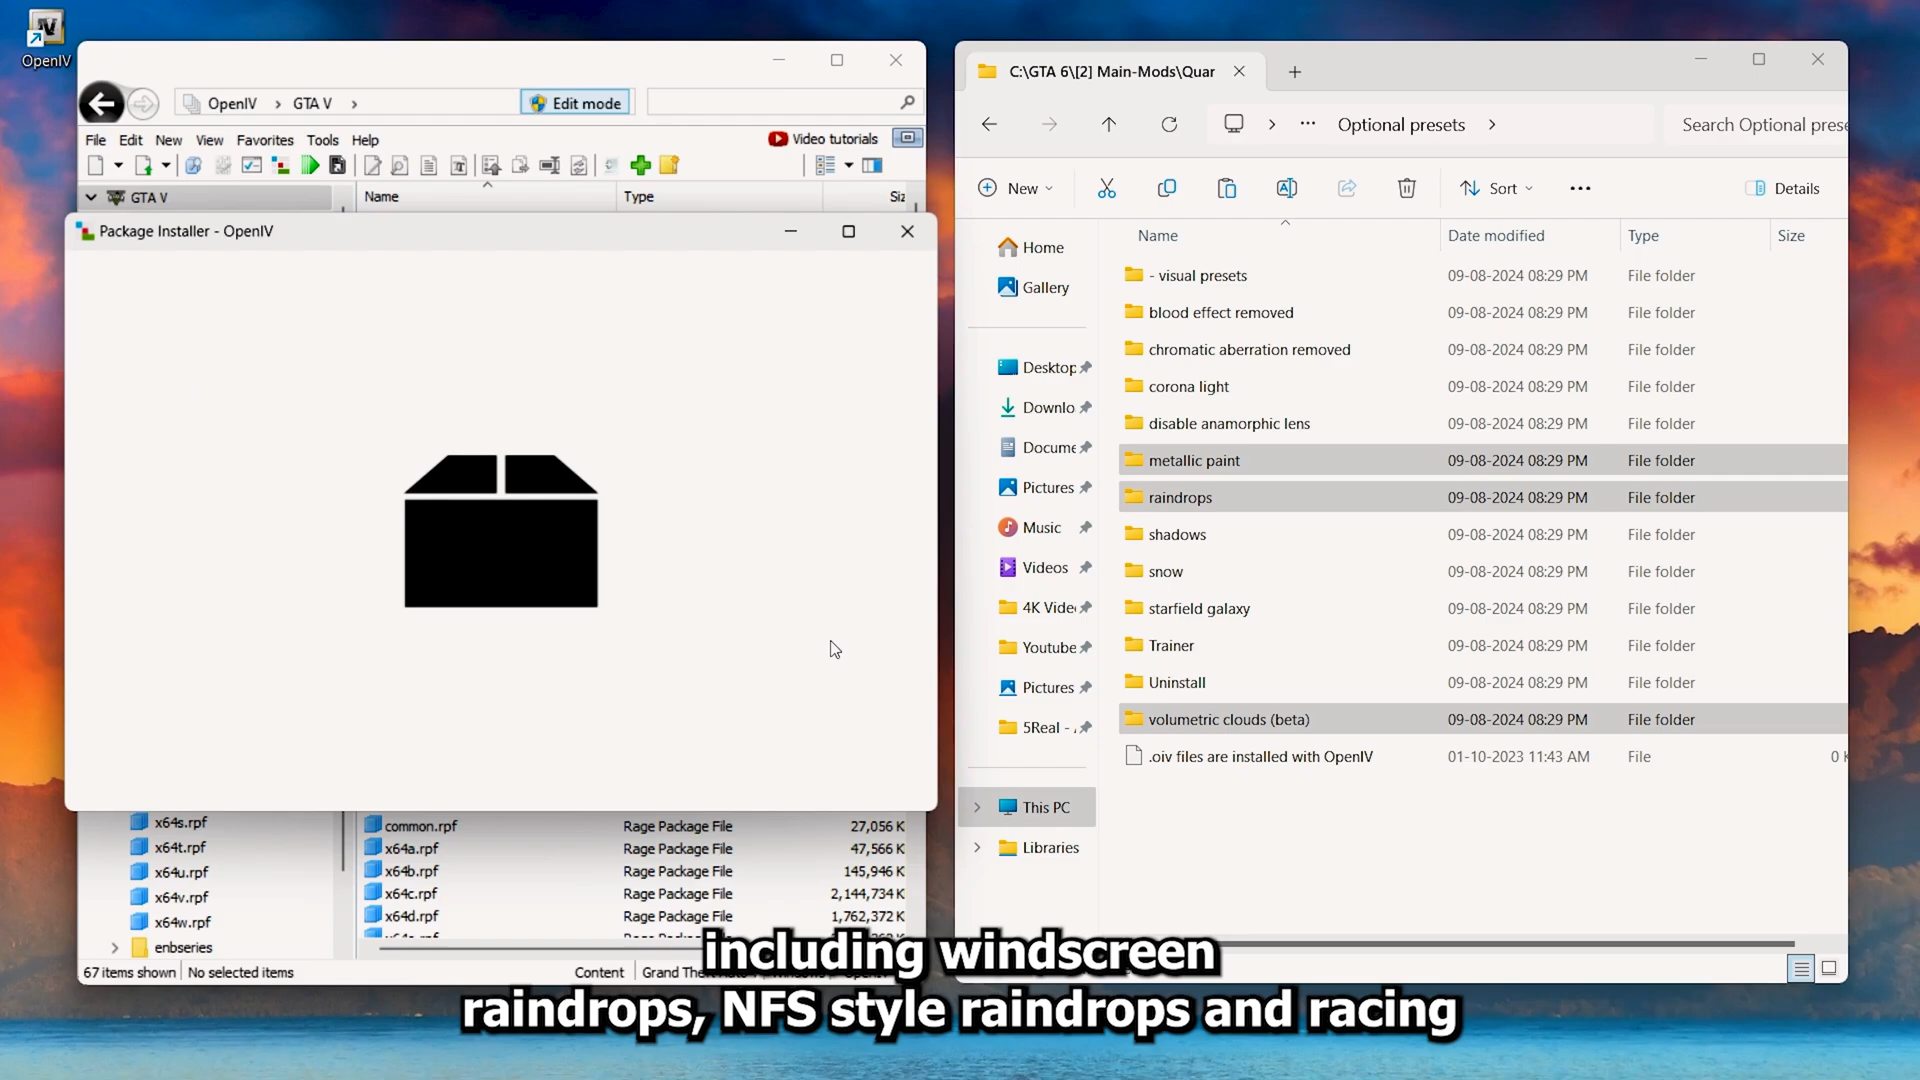 OpenIV
OpenIV › GTA V ›
Edit mode
File Edit New View Favorites Tools Help
Video tutorials
GTA V
Name Type Siz
Package Installer - OpenIV
x64s.rpf
x64t.rpf
x64u.rpf
x64v.rpf
x64w.rpf
enbseries
common.rpf Rage Package File 27,056 K
x64a.rpf Rage Package File 47,566 K
x64b.rpf Rage Package File 145,946 K
x64c.rpf Rage Package File 2,144,734 K
x64d.rpf Rage Package File 1,762,372 K
67 items shown No selected items Content
C:\GTA 6\[2] Main-Mods\Quar
Optional presets
Search Optional prese
New Sort Details
Home
Gallery
Desktop
Downlo
Docume
Pictures
Music
Videos
4K Vide
Youtube
Pictures
5Real -
This PC
Libraries
Name Date modified Type Size
- visual presets 09-08-2024 08:29 PM File folder
blood effect removed 09-08-2024 08:29 PM File folder
chromatic aberration removed 09-08-2024 08:29 PM File folder
corona light 09-08-2024 08:29 PM File folder
disable anamorphic lens 09-08-2024 08:29 PM File folder
metallic paint 09-08-2024 08:29 PM File folder
raindrops 09-08-2024 08:29 PM File folder
shadows 09-08-2024 08:29 PM File folder
snow 09-08-2024 08:29 PM File folder
starfield galaxy 09-08-2024 08:29 PM File folder
Trainer 09-08-2024 08:29 PM File folder
Uninstall 09-08-2024 08:29 PM File folder
volumetric clouds (beta) 09-08-2024 08:29 PM File folder
.oiv files are installed with OpenIV 01-10-2023 11:43 AM File 0 K
including windscreen
raindrops, NFS style raindrops and racing